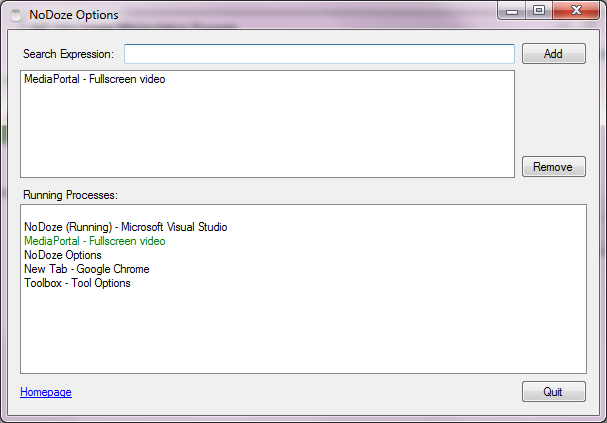 NoDoze Options
Search Expression:
Add
MediaPortal - Fullscreen video
Remove
Running Processes:
NoDoze (Running) - Microsoft Visual Studio
MediaPortal - Fullscreen video
NoDoze Options
New Tab - Google Chrome
Toolbox - Tool Options
Homepage
Quit